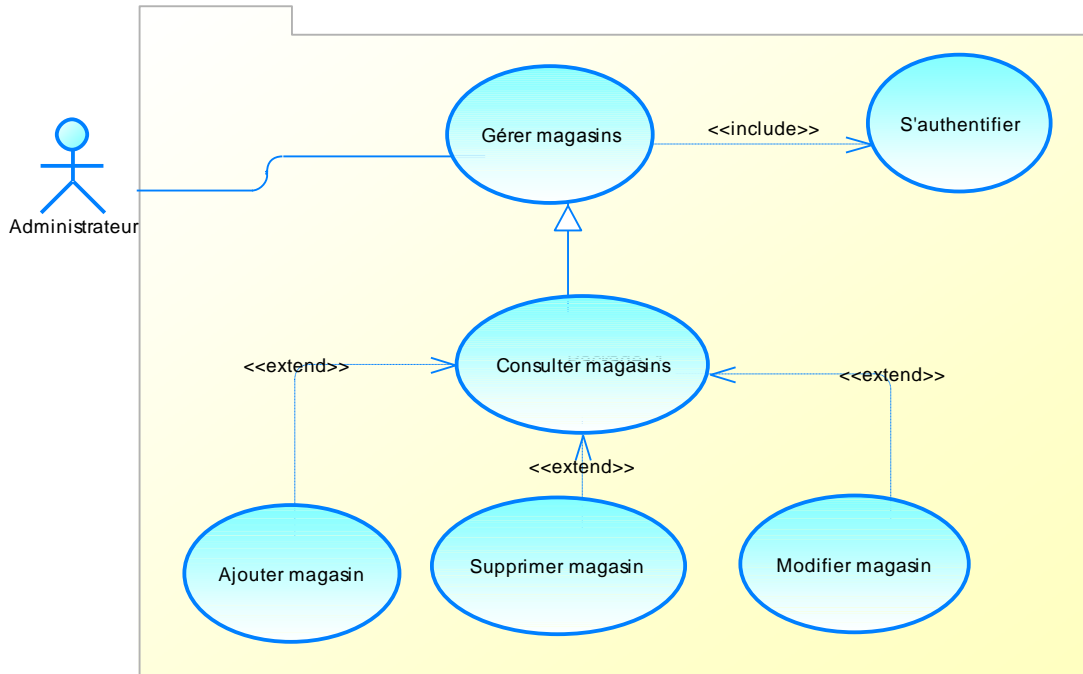 Gérer magasins
<<include>>
S'authentifier
Administrateur
Consulter magasins
<<extend>>
<<extend>>
<<extend>>
Ajouter magasin
Supprimer magasin
Modifier magasin